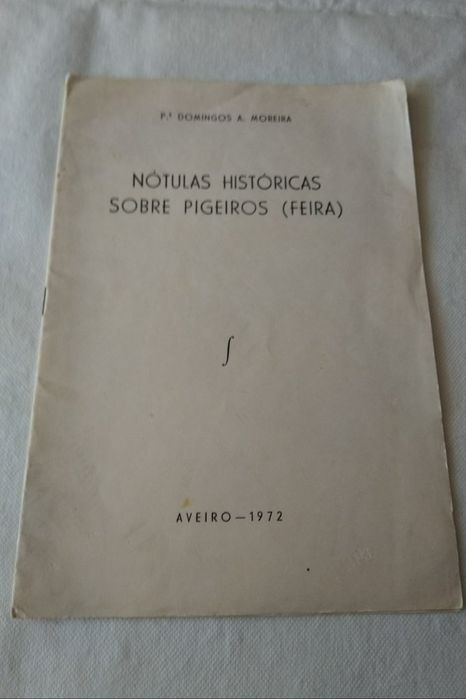 P.ᵉ DOMINGOS A. MOREIRA
NÓTULAS HISTÓRICAS
SOBRE PIGEIROS (FEIRA)
∫
AVEIRO — 1972